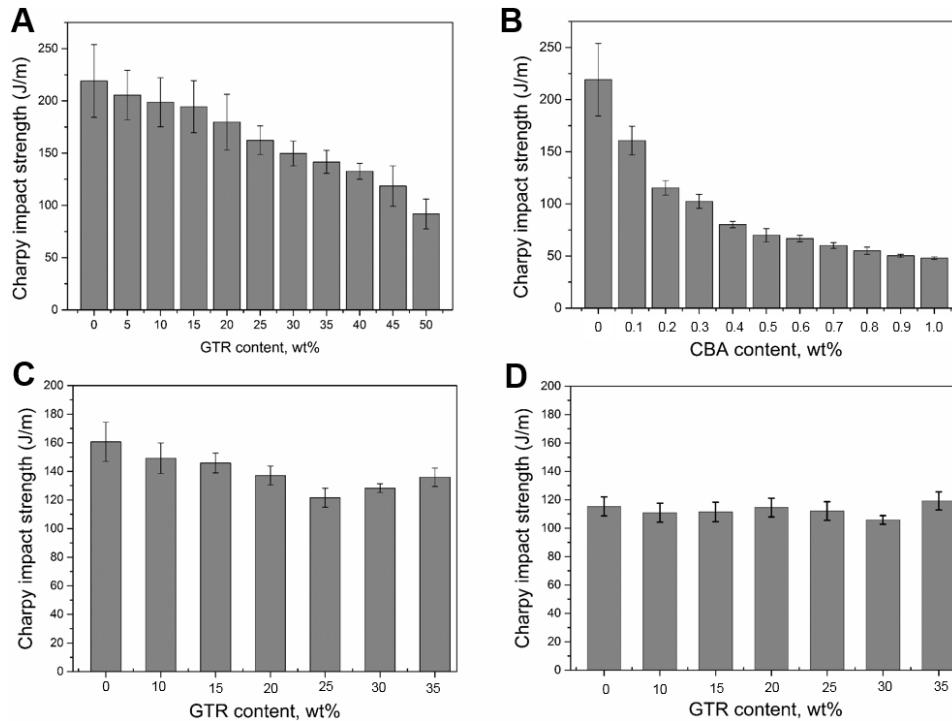 A
Charpy impact strength (J/m)
250
200
150
100
50
0
0 5 10 15 20 25 30 35 40 45 50
GTR content, wt%
B
Charpy impact strength (J/m)
250
200
150
100
50
0
0 0.1 0.2 0.3 0.4 0.5 0.6 0.7 0.8 0.9 1.0
CBA content, wt%
C
Charpy impact strength (J/m)
200
180
160
140
120
100
80
60
40
20
0
0 10 15 20 25 30 35
GTR content, wt%
D
Charpy impact strength (J/m)
200
180
160
140
120
100
80
60
40
20
0
0 10 15 20 25 30 35
GTR content, wt%